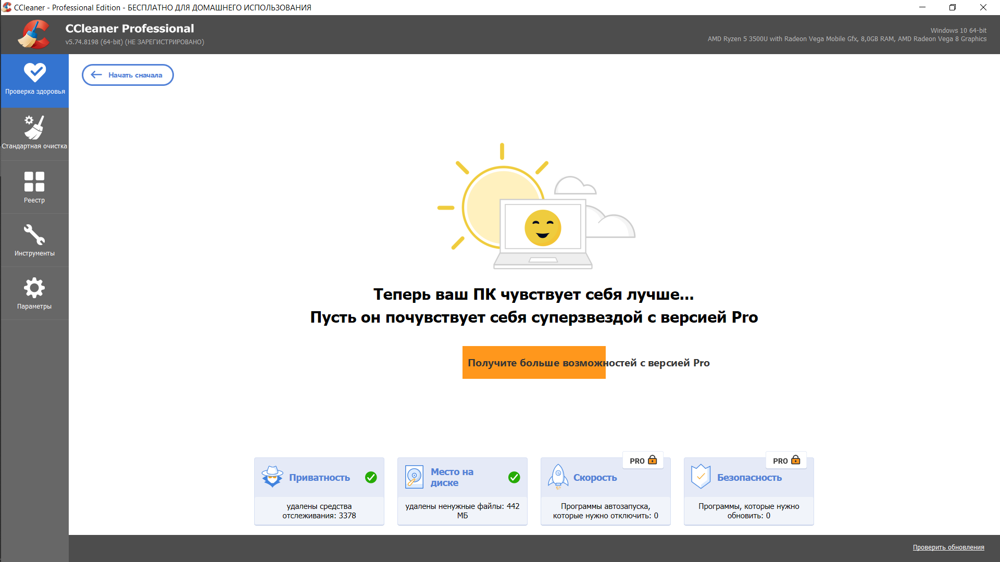 CCleaner - Professional Edition - БЕСПЛАТНО ДЛЯ ДОМАШНЕГО ИСПОЛЬЗОВАНИЯ
CCleaner Professional
v5.74.8198 (64-bit) (НЕ ЗАРЕГИСТРИРОВАНО)
Windows 10 64-bit
AMD Ryzen 5 3500U with Radeon Vega Mobile Gfx, 8,0GB RAM, AMD Radeon Vega 8 Graphics
Проверка здоровья
Стандартная очистка
Реестр
Инструменты
Параметры
Начать сначала
Теперь ваш ПК чувствует себя лучше...
Пусть он почувствует себя суперзвездой с версией Pro
Получите больше возможностей с версией Pro
Приватность
удалены средства
отслеживания: 3378
Место на
диске
удалены ненужные файлы: 442
МБ
PRO
Скорость
Программы автозапуска,
которые нужно отключить: 0
PRO
Безопасность
Программы, которые нужно
обновить: 0
Проверить обновления